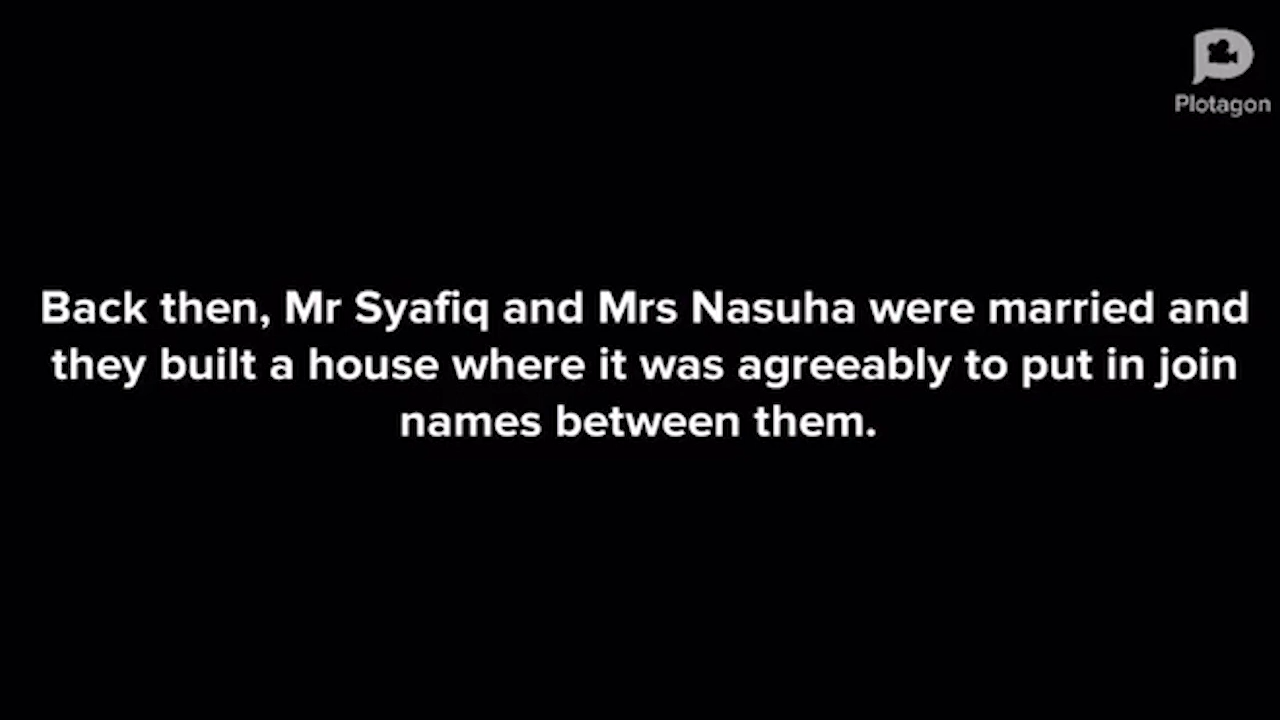 Plotagon
Back then, Mr Syafiq and Mrs Nasuha were married and
they built a house where it was agreeably to put in join
names between them.